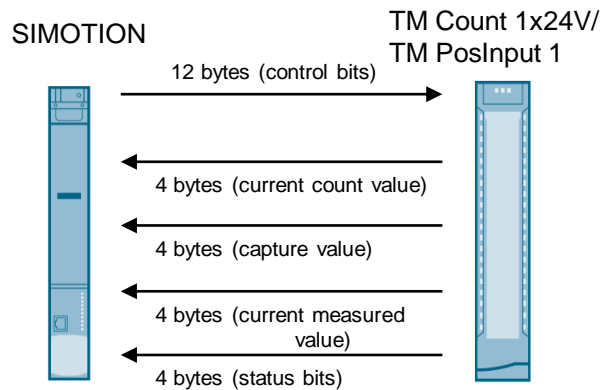 SIMOTION
TM Count 1x24V/
TM PosInput 1
12 bytes (control bits)
4 bytes (current count value)
4 bytes (capture value)
4 bytes (current measured
value)
4 bytes (status bits)